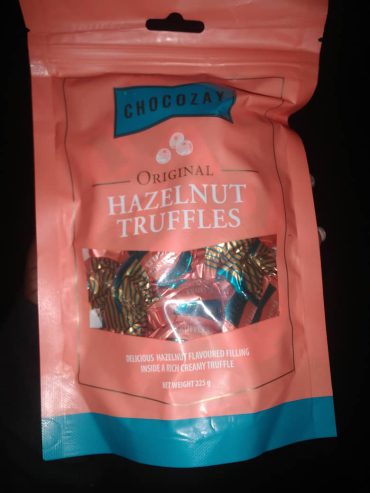 CHOCOZAY
ORIGINAL
HAZELNUT
TRUFFLES
DELICIOUS HAZELNUT FLAVOURED FILLING
INSIDE A RICH CREAMY TRUFFLE
NET WEIGHT 225 g